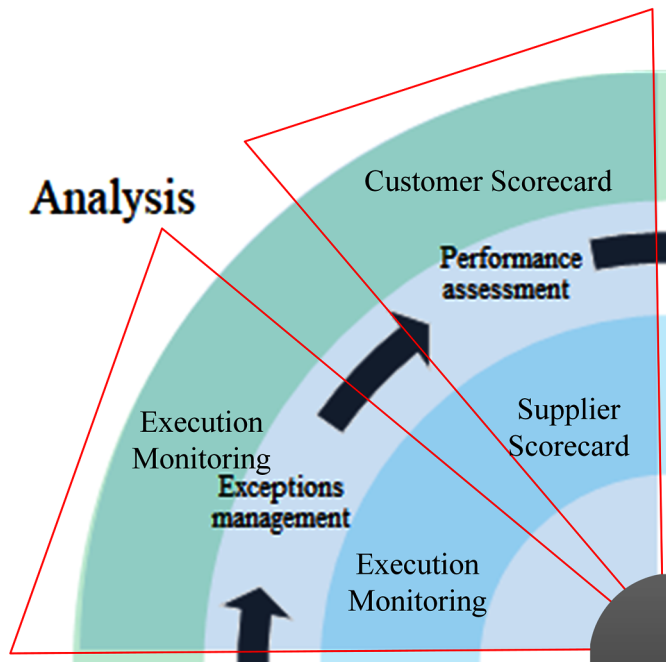 Analysis
Customer Scorecard
Performance
assessment
Supplier
Scorecard
Execution
Monitoring
Exceptions
management
Execution
Monitoring